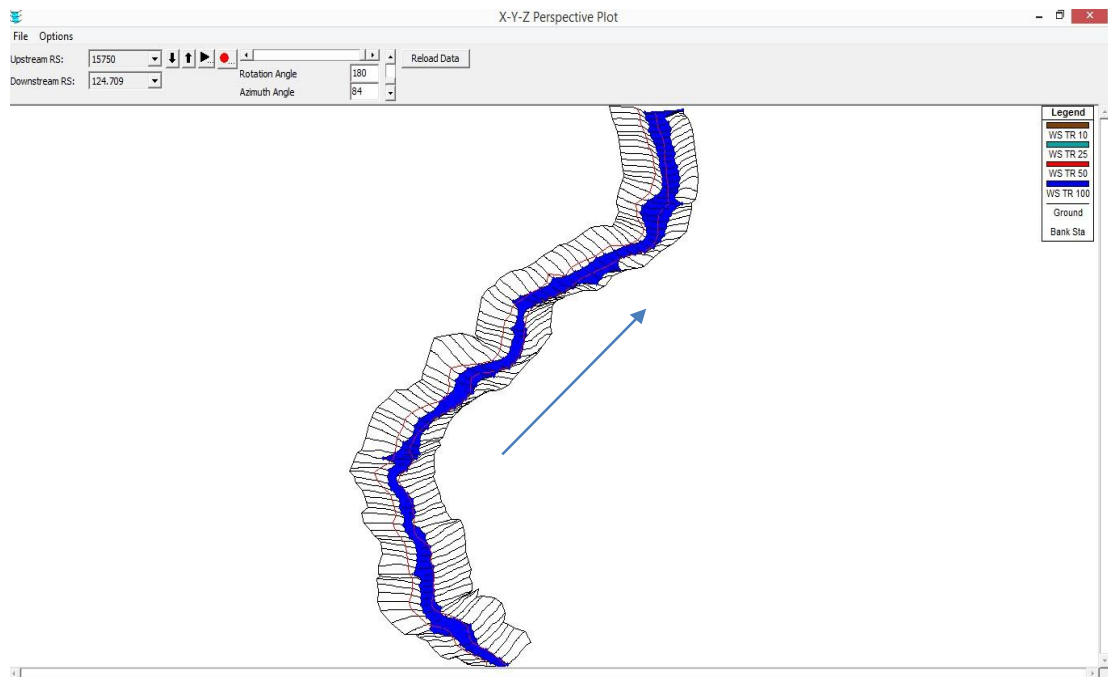 X-Y-Z Perspective Plot
File Options
Upstream RS: 15750
Reload Data
Rotation Angle 180
Downstream RS: 124.709
Azimuth Angle 84
Legend
WS TR 10
WS TR 25
WS TR 50
WS TR 100
Ground
Bank Sta